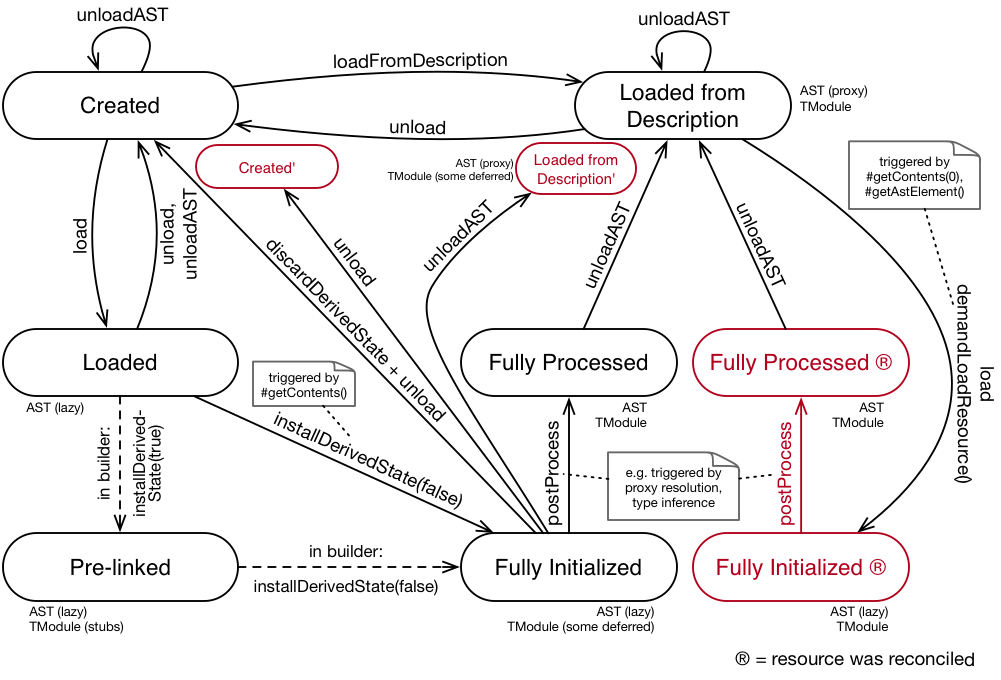 unloadAST
unloadAST
loadFromDescription
Created
Loaded from
Description
AST (proxy)
TModule
unload
Created'
AST (proxy)
TModule (some deferred)
Loaded from
Description'
triggered by
#getContents(0),
#getAstElement()
load
unload,
unloadAST
discardDerivedState + unload
unload
unloadAST
unloadAST
unloadAST
load
demandLoadResource()
Loaded
AST (lazy)
triggered by
#getContents()
Fully Processed
AST
TModule
Fully Processed ®
AST
TModule
in builder:
installDerived-
State(true)
installDerivedState(false)
postProcess
e.g. triggered by
proxy resolution,
type inference
postProcess
Pre-linked
AST (lazy)
TModule (stubs)
in builder:
installDerivedState(false)
Fully Initialized
AST (lazy)
TModule (some deferred)
Fully Initialized ®
AST (lazy)
TModule
® = resource was reconciled